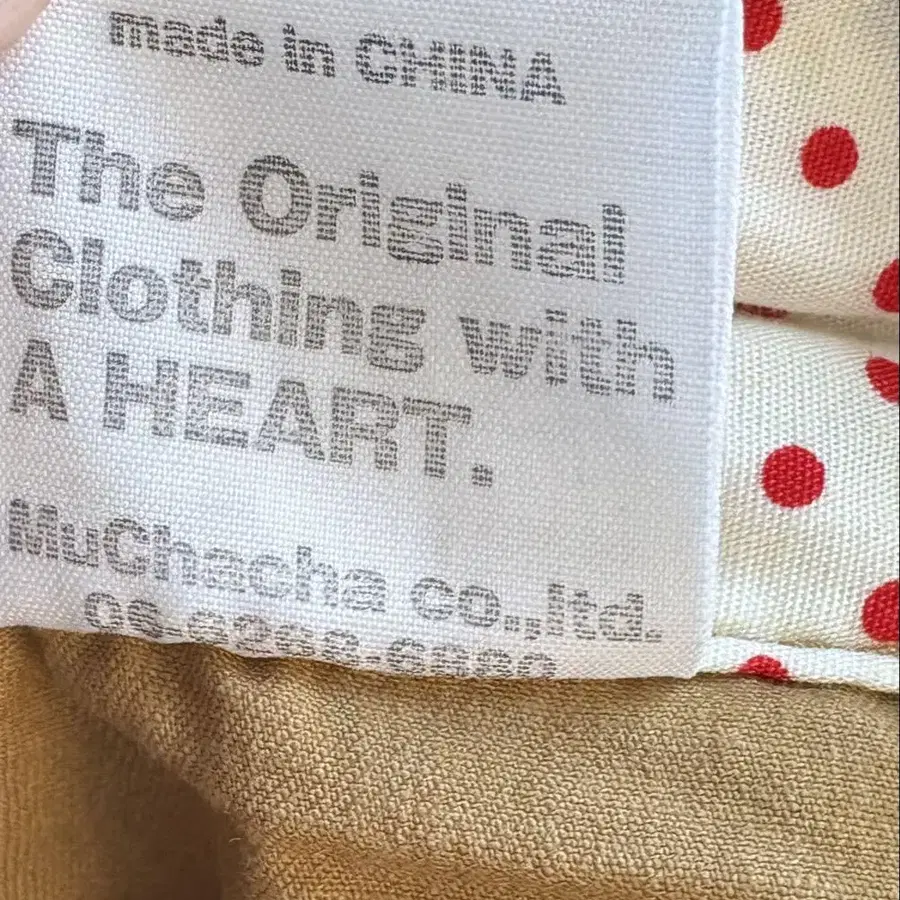 made in CHINA
The Original
Clothing with
A HEART.
MuChacha co.,ltd.